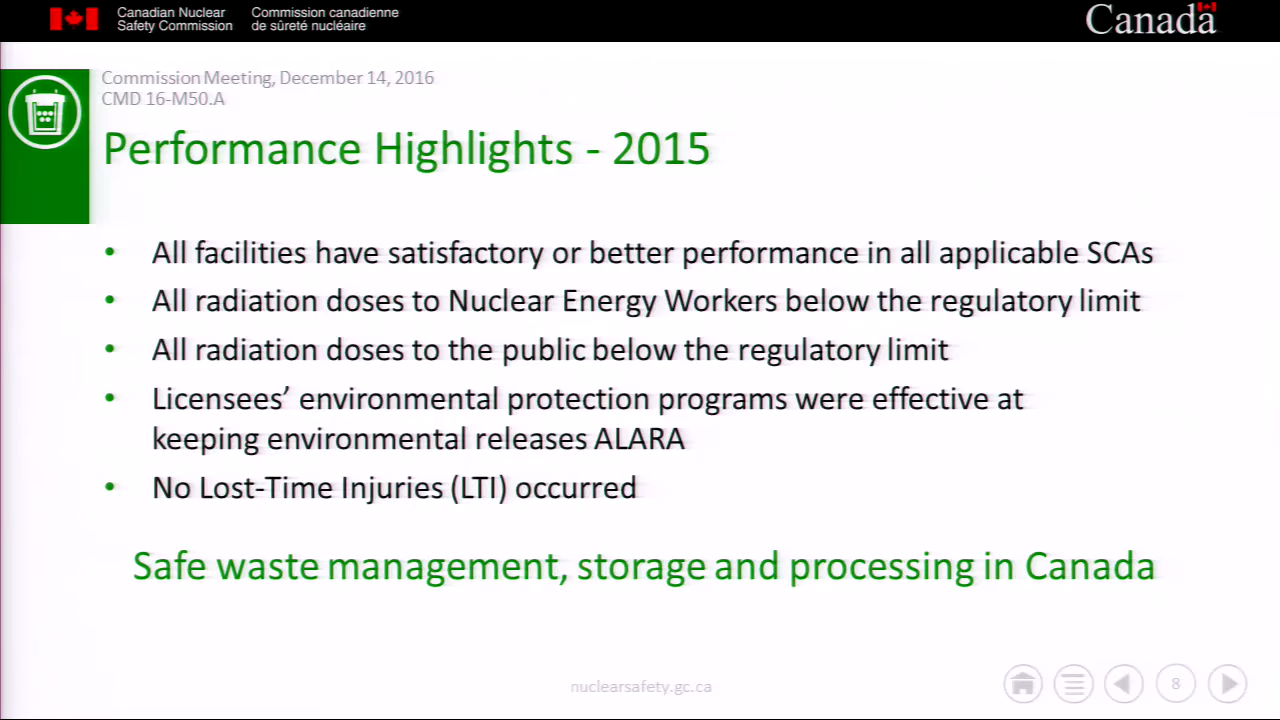 Canadian Nuclear Safety Commission
Commission canadienne de sûreté nucléaire
Canada
Commission Meeting, December 14, 2016
CMD 16-M50.A
Performance Highlights - 2015
• All facilities have satisfactory or better performance in all applicable SCAs
• All radiation doses to Nuclear Energy Workers below the regulatory limit
• All radiation doses to the public below the regulatory limit
• Licensees’ environmental protection programs were effective at
keeping environmental releases ALARA
• No Lost-Time Injuries (LTI) occurred
Safe waste management, storage and processing in Canada
nuclearsafety.gc.ca
8